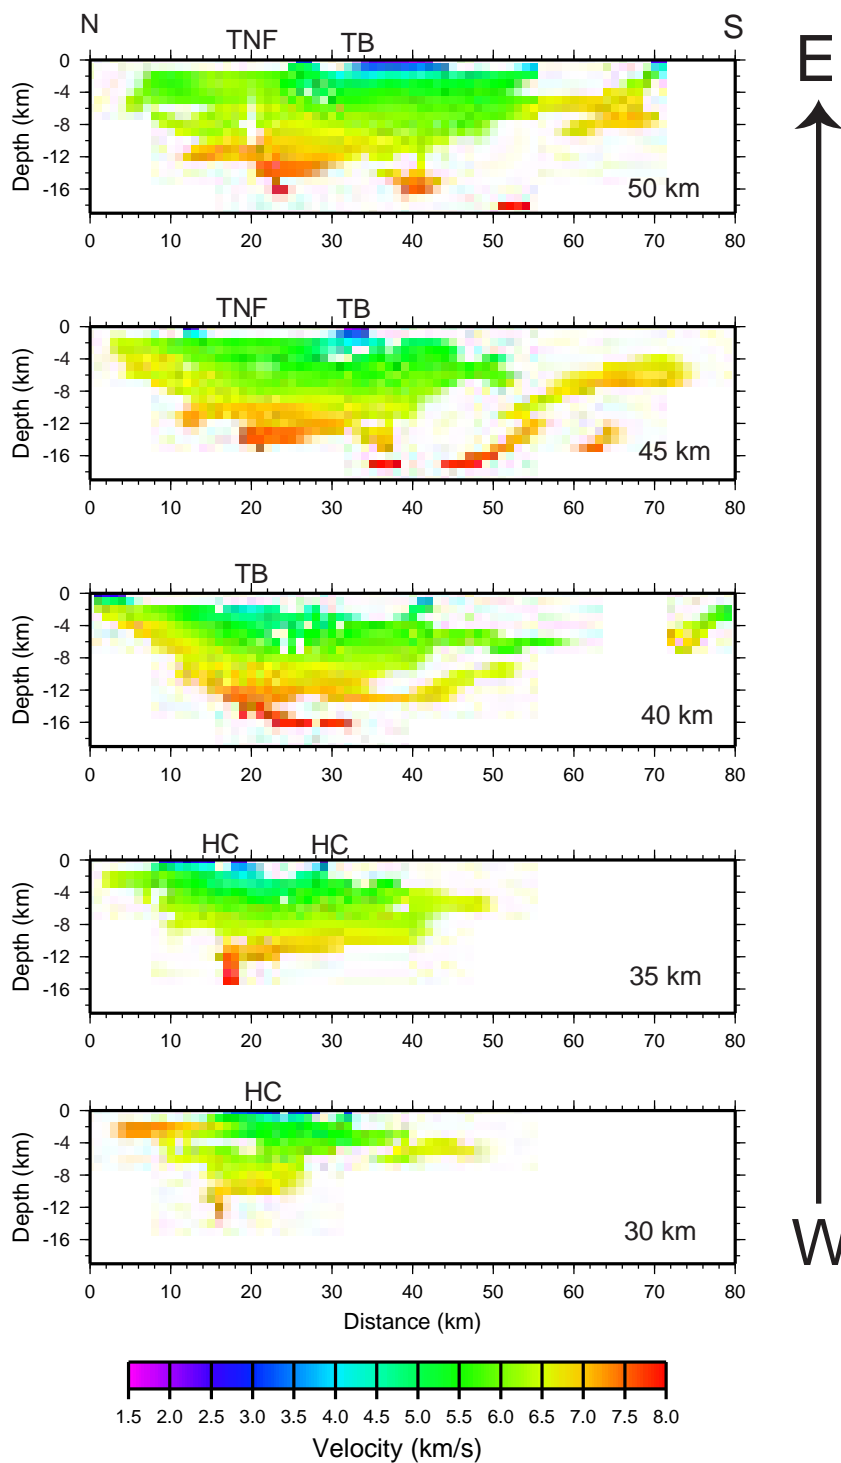 N
S
TNF TB
E
0
-4
-8
-12
-16
Depth (km)
50 km
0 10 20 30 40 50 60 70 80
TNF TB
0
-4
-8
-12
-16
Depth (km)
45 km
0 10 20 30 40 50 60 70 80
TB
0
-4
-8
-12
-16
Depth (km)
40 km
0 10 20 30 40 50 60 70 80
HC HC
0
-4
-8
-12
-16
Depth (km)
35 km
0 10 20 30 40 50 60 70 80
HC
0
-4
-8
-12
-16
Depth (km)
30 km
W
0 10 20 30 40 50 60 70 80
Distance (km)
1.5 2.0 2.5 3.0 3.5 4.0 4.5 5.0 5.5 6.0 6.5 7.0 7.5 8.0
Velocity (km/s)